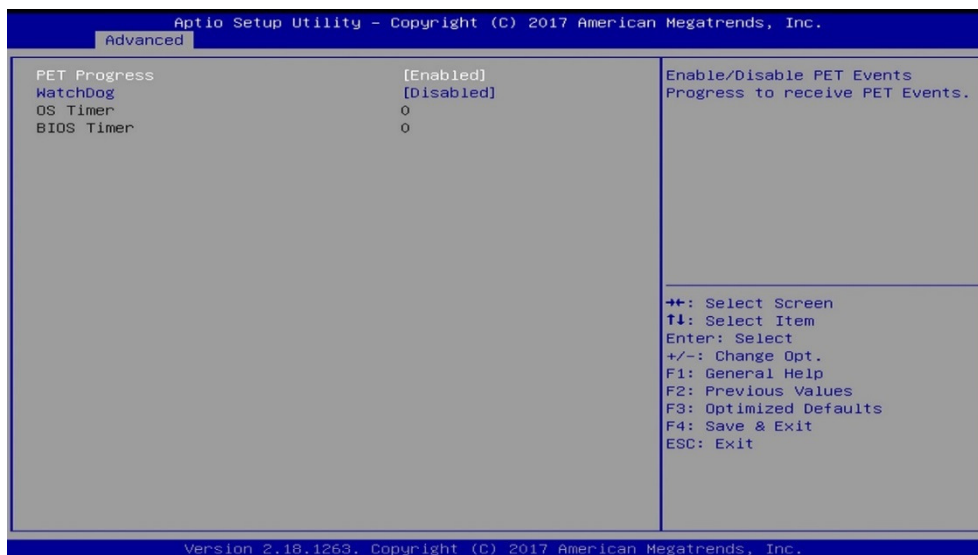 Aptio Setup Utility – Copyright (C) 2017 American Megatrends, Inc.
Advanced
PET Progress [Enabled]
WatchDog [Disabled]
OS Timer 0
BIOS Timer 0
Enable/Disable PET Events
Progress to receive PET Events.
→←: Select Screen
↑↓: Select Item
Enter: Select
+/-: Change Opt.
F1: General Help
F2: Previous Values
F3: Optimized Defaults
F4: Save & Exit
ESC: Exit
Version 2.18.1263. Copyright (C) 2017 American Megatrends, Inc.